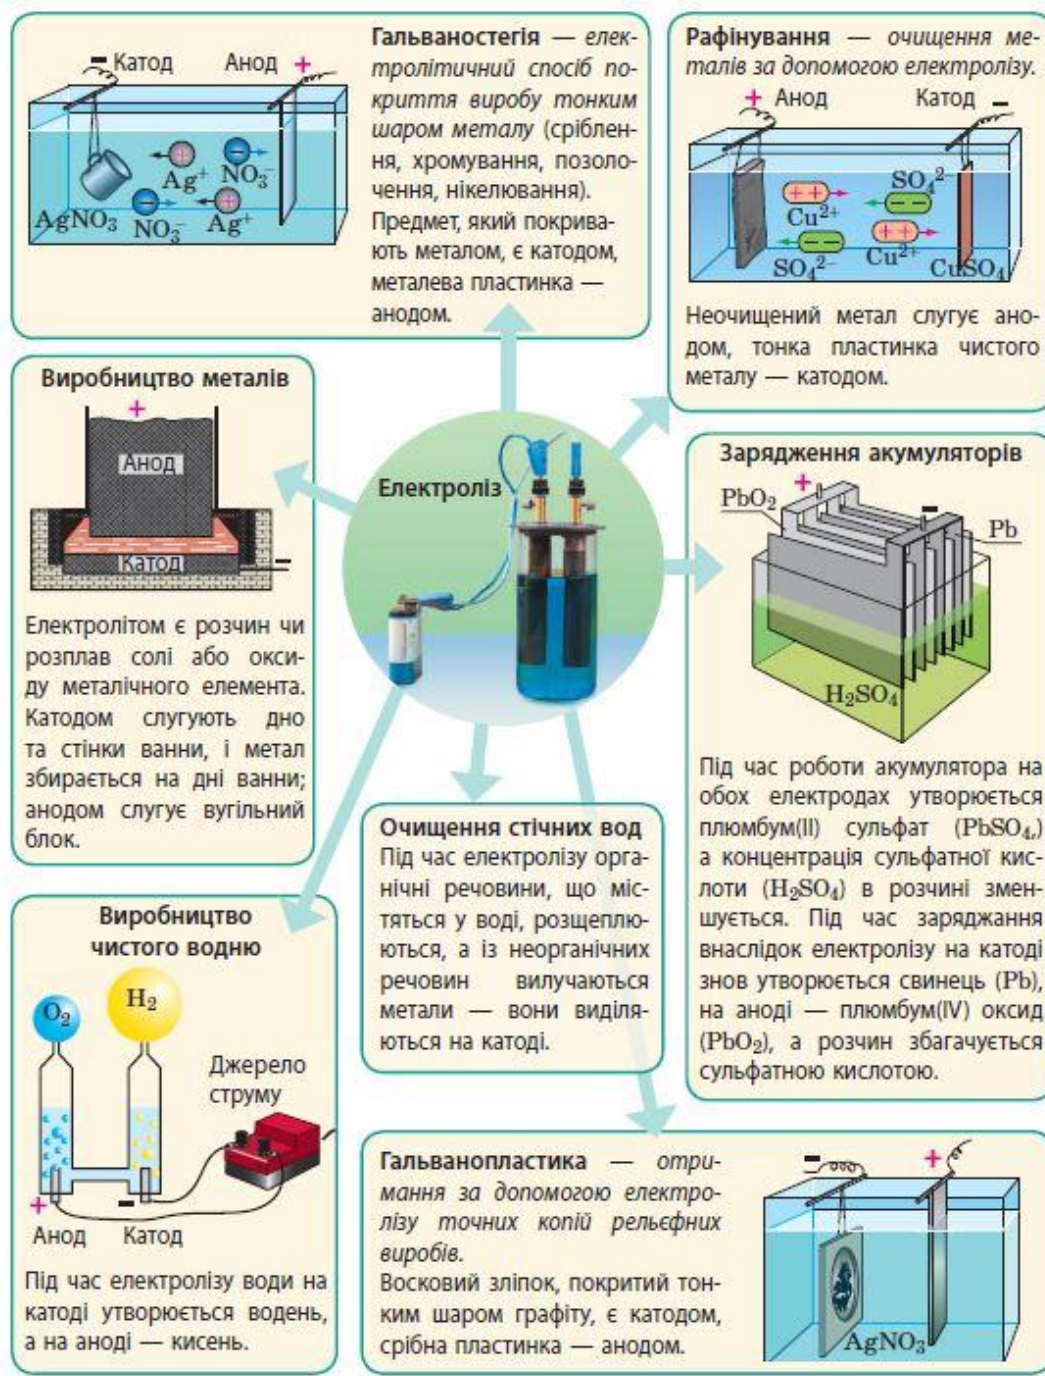 − Катод Анод +
Ag⁺ NO₃⁻
AgNO₃ NO₃⁻ Ag⁺
Гальваностегія — елек-
тролітичний спосіб по-
криття виробу тонким
шаром металу (сріблен-
ня, хромування, позоло-
чення, нікелювання).
Предмет, який покрива-
ють металом, є катодом,
металева пластинка —
анодом.
Рафінування — очищення ме-
талів за допомогою електролізу.
+ Анод Катод −
Cu²⁺ SO₄²⁻
SO₄²⁻ Cu²⁺ CuSO₄
Неочищений метал слугує ано-
дом, тонка пластинка чистого
металу — катодом.
Виробництво металів
+
Анод
Катод −
Електролітом є розчин чи
розплав солі або окси-
ду металічного елемента.
Катодом слугують дно
та стінки ванни, і метал
збирається на дні ванни;
анодом слугує вугільний
блок.
Електроліз
Зарядження акумуляторів
+ −
PbO₂ Pb
H₂SO₄
Під час роботи акумулятора на
обох електродах утворюється
плюмбум(II) сульфат (PbSO₄,)
а концентрація сульфатної кис-
лоти (H₂SO₄) в розчині змен-
шується. Під час заряджання
внаслідок електролізу на катоді
знов утворюється свинець (Pb),
на аноді — плюмбум(IV) оксид
(PbO₂), а розчин збагачується
сульфатною кислотою.
Очищення стічних вод
Під час електролізу орга-
нічні речовини, що міс-
тяться у воді, розщеплю-
ються, а із неорганічних
речовин вилучаються
метали — вони виділя-
ються на катоді.
Виробництво
чистого водню
O₂ H₂
Джерело
струму
+ −
Анод Катод
Під час електролізу води на
катоді утворюється водень,
а на аноді — кисень.
Гальванопластика — отри-
мання за допомогою електро-
лізу точних копій рельєфних
виробів.
Восковий зліпок, покритий тон-
ким шаром графіту, є катодом,
срібна пластинка — анодом.
− +
AgNO₃